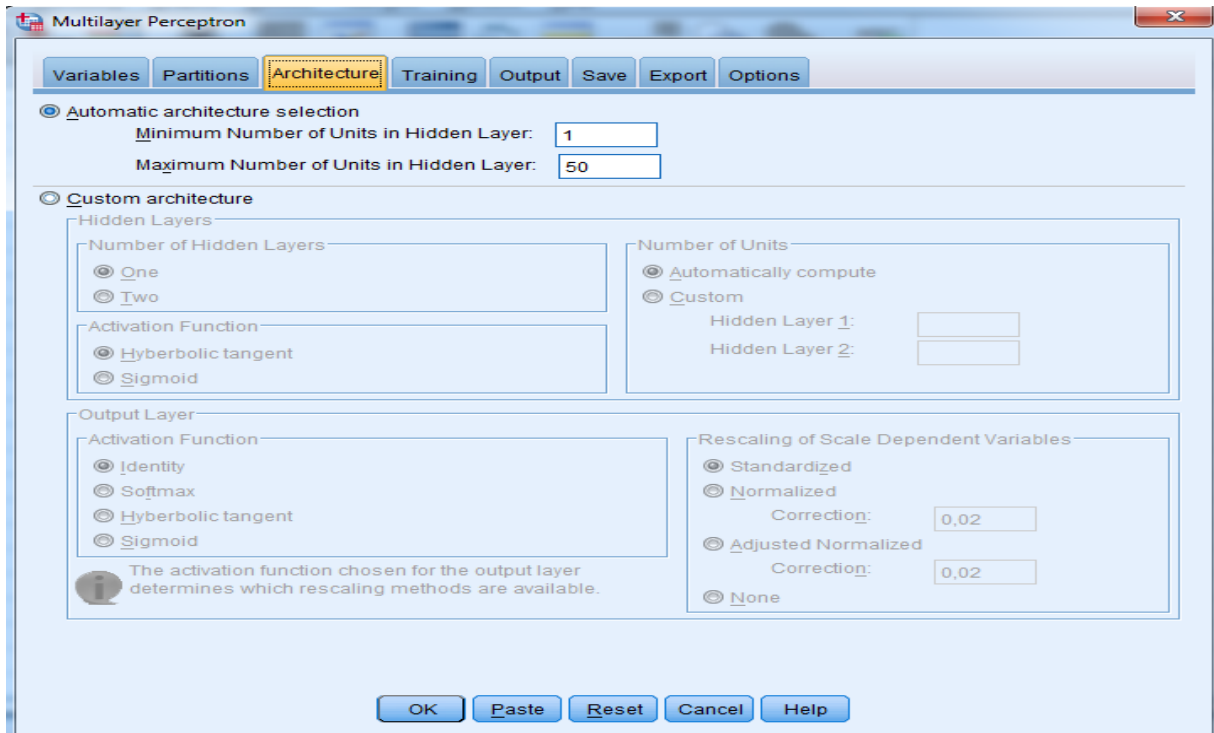 Multilayer Perceptron
Variables Partitions Architecture Training Output Save Export Options
Automatic architecture selection
Minimum Number of Units in Hidden Layer: 1
Maximum Number of Units in Hidden Layer: 50
Custom architecture
Hidden Layers
Number of Hidden Layers
One
Two
Activation Function
Hyberbolic tangent
Sigmoid
Number of Units
Automatically compute
Custom
Hidden Layer 1:
Hidden Layer 2:
Output Layer
Activation Function
Identity
Softmax
Hyberbolic tangent
Sigmoid
The activation function chosen for the output layer
determines which rescaling methods are available.
Rescaling of Scale Dependent Variables
Standardized
Normalized
Correction: 0,02
Adjusted Normalized
Correction: 0,02
None
OK Paste Reset Cancel Help